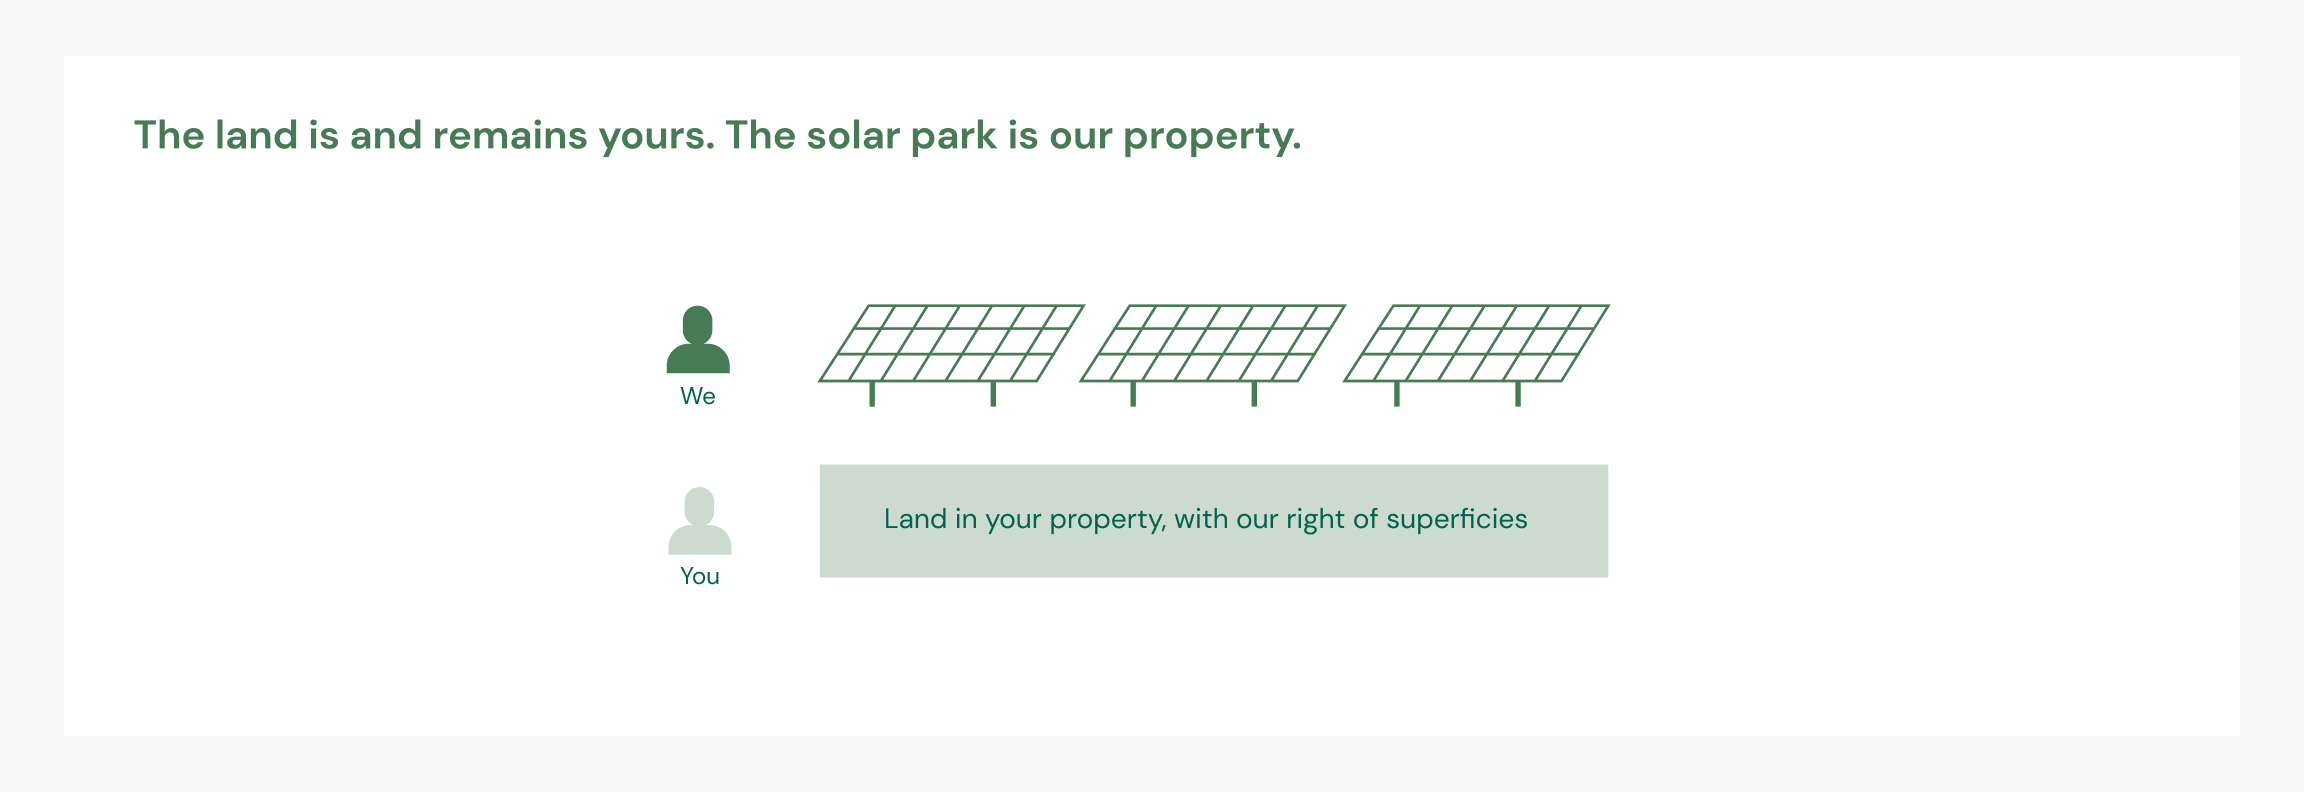 The land is and remains yours. The solar park is our property.
We
Land in your property, with our right of superficies
You